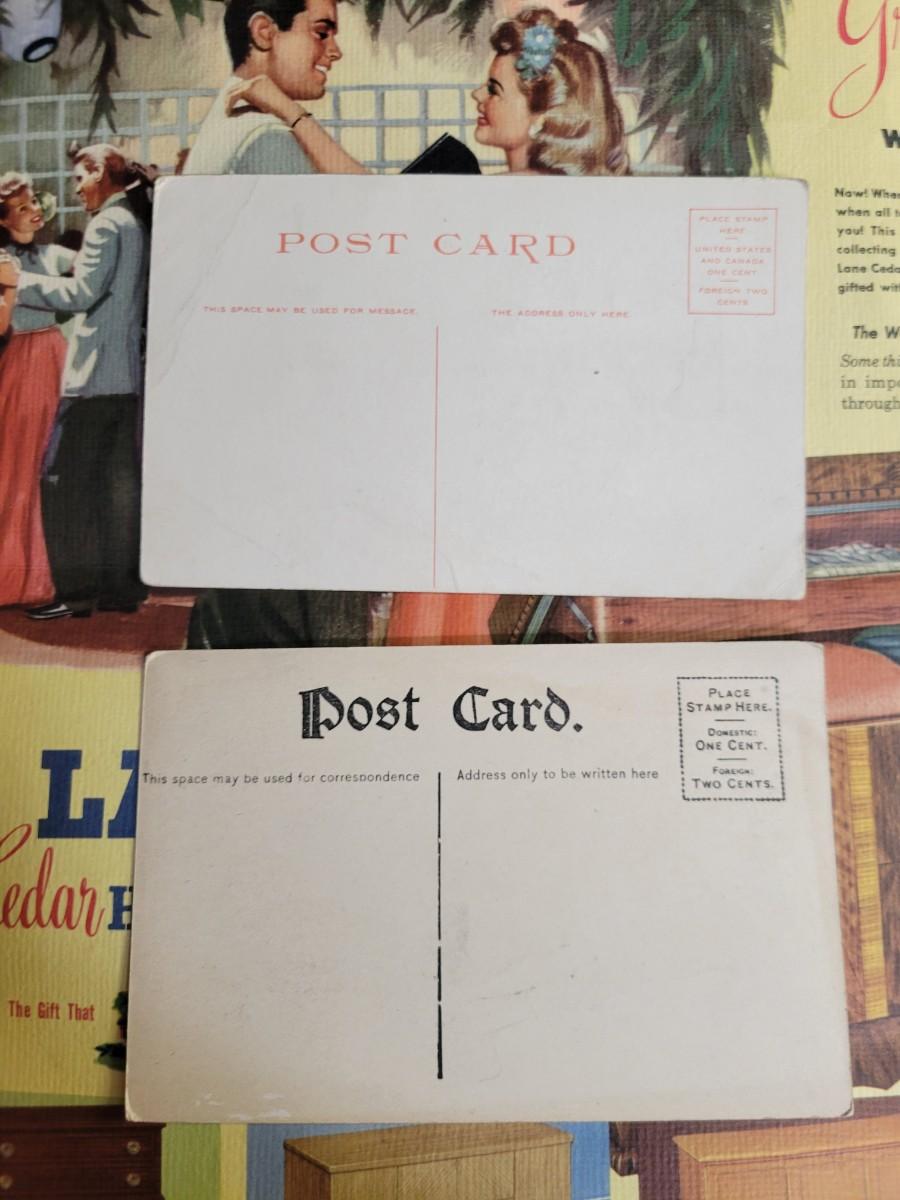 Now! When
when all
you! This
collecting
Lane Ceda
gifted with
The W
Some thi
in impo
through
POST CARD
PLACE STAMP
HERE
UNITED STATES
AND CANADA
ONE CENT
FOREIGN TWO
CENTS
THIS SPACE MAY BE USED FOR MESSAGE.
THE ADDRESS ONLY HERE.
Post Card.
PLACE
STAMP HERE.
DOMESTIC:
ONE CENT.
FOREIGN:
TWO CENTS.
This space may be used for correspondence
Address only to be written here
LA
edar H
The Gift That